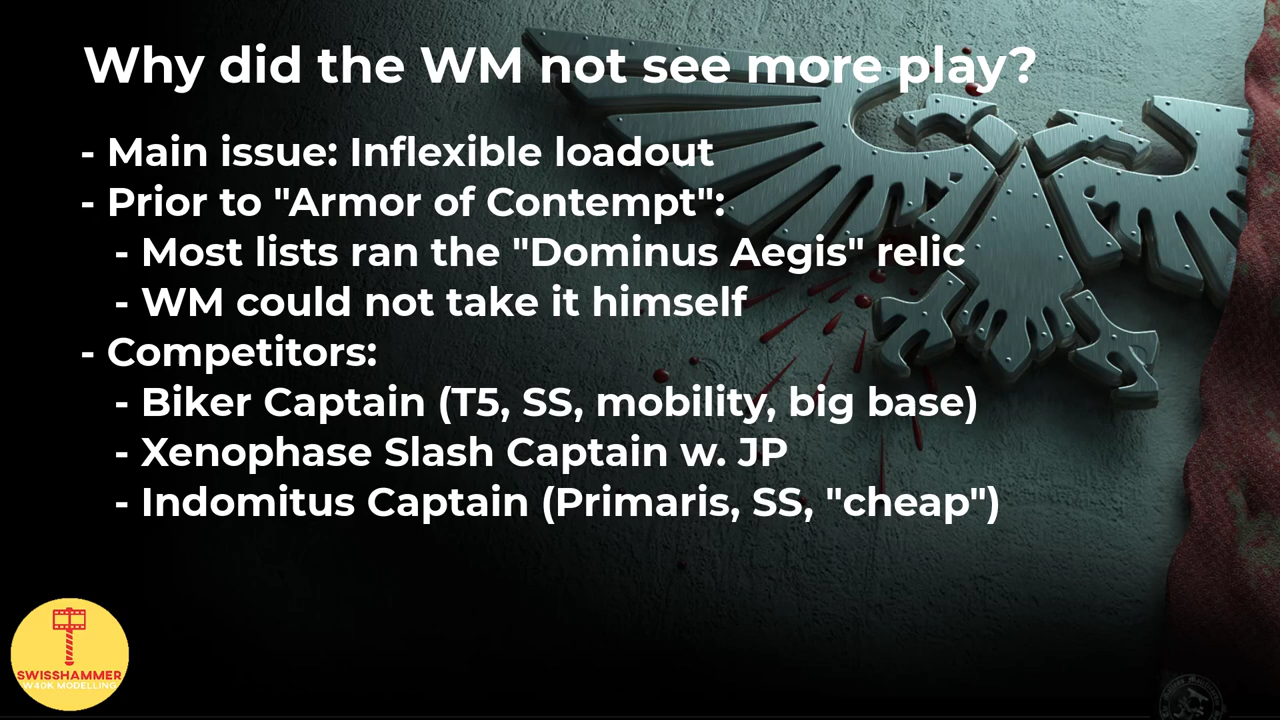 Why did the WM not see more play?
- Main issue: Inflexible loadout
- Prior to "Armor of Contempt":
- Most lists ran the "Dominus Aegis" relic
- WM could not take it himself
- Competitors:
- Biker Captain (T5, SS, mobility, big base)
- Xenophase Slash Captain w. JP
- Indomitus Captain (Primaris, SS, "cheap")
SWISSHAMMER
W40K MODELLING